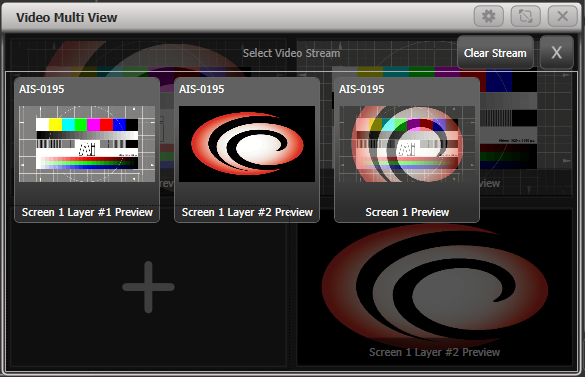 Video Multi View
Select Video Stream
Clear Stream
X
AIS-0195
AIS-0195
AIS-0195
Screen 1 Layer #1 Preview
Screen 1 Layer #2 Preview
Screen 1 Preview
Screen 1 Layer #2 Preview